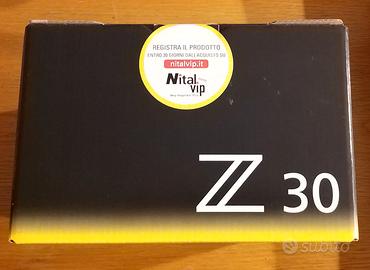 REGISTRA IL PRODOTTO
ENTRO 30 GIORNI DALL'ACQUISTO SU
nitalvip.it
Nital
vip
Z 30
subito